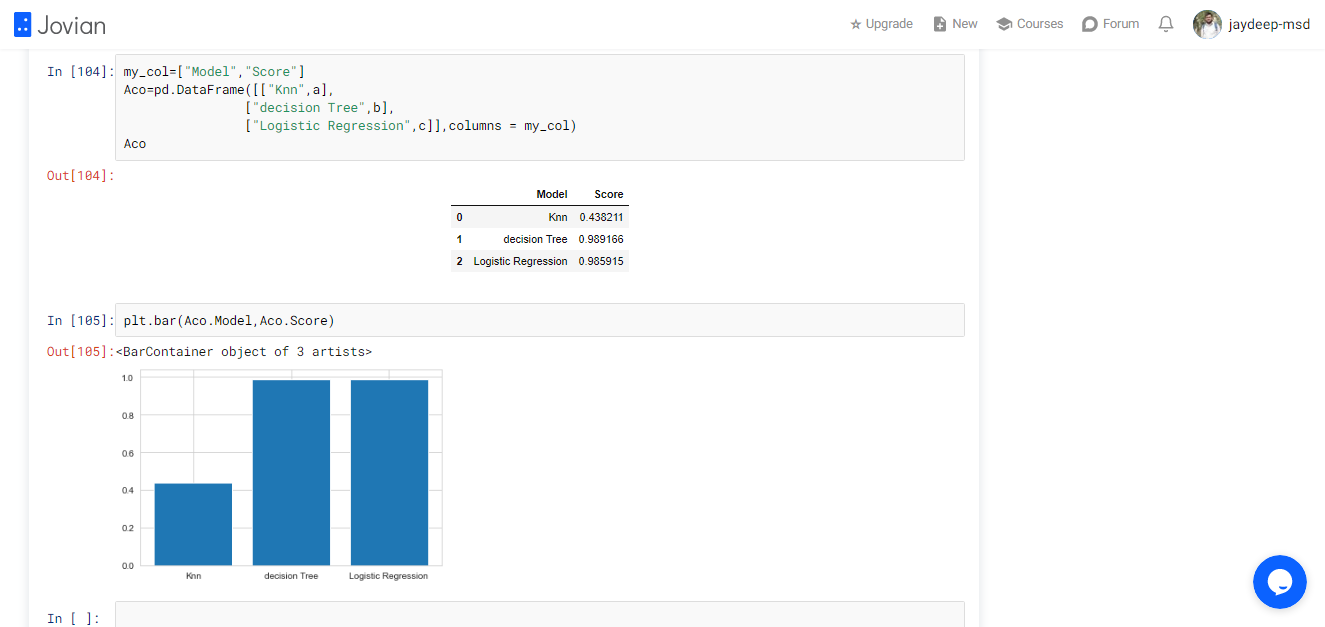 Jovian
Upgrade New Courses Forum jaydeep-msd
In [104]: my_col=["Model","Score"]
Aco=pd.DataFrame([["Knn",a],
["decision Tree",b],
["Logistic Regression",c]],columns = my_col)
Aco
Out[104]:
Model Score
0 Knn 0.438211
1 decision Tree 0.989166
2 Logistic Regression 0.985915
In [105]: plt.bar(Aco.Model,Aco.Score)
Out[105]:<BarContainer object of 3 artists>
1.0
0.8
0.6
0.4
0.2
0.0
Knn decision Tree Logistic Regression
In [ ]: